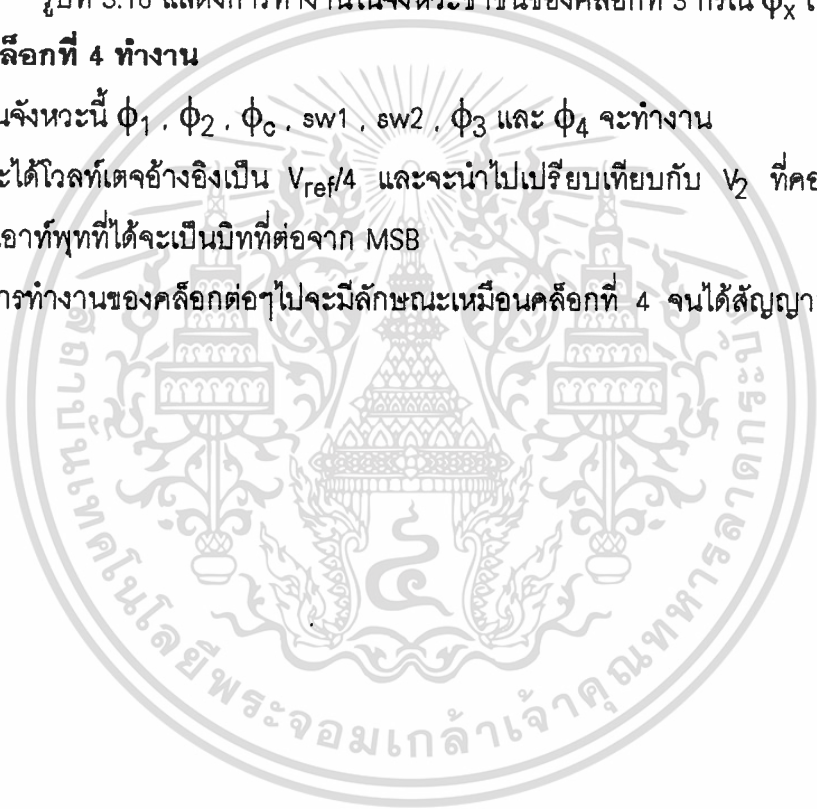 รูปที่ 3.16 แสดงการทำงานในจังหวะขาขึ้นของคล็อกที่ 3 กรณี ϕx
ล็อกที่ 4 ทำงาน
นจังหวะนี้ ϕ1 , ϕ2 , ϕc , sw1 , sw2 , ϕ3 และ ϕ4 จะทำงาน
ะได้โวลท์เตจอ้างอิงเป็น Vref/4 และจะนำไปเปรียบเทียบกับ V2 ที่คอ
เอาท์พุทที่ได้จะเป็นบิทที่ต่อจาก MSB
ารทำงานของคล็อกต่อๆไปจะมีลักษณะเหมือนคล็อกที่ 4 จนได้สัญญา
สถาบันเทคโนโลยีพระจอมเกล้าเจ้าคุณทหารลาดกระบัง